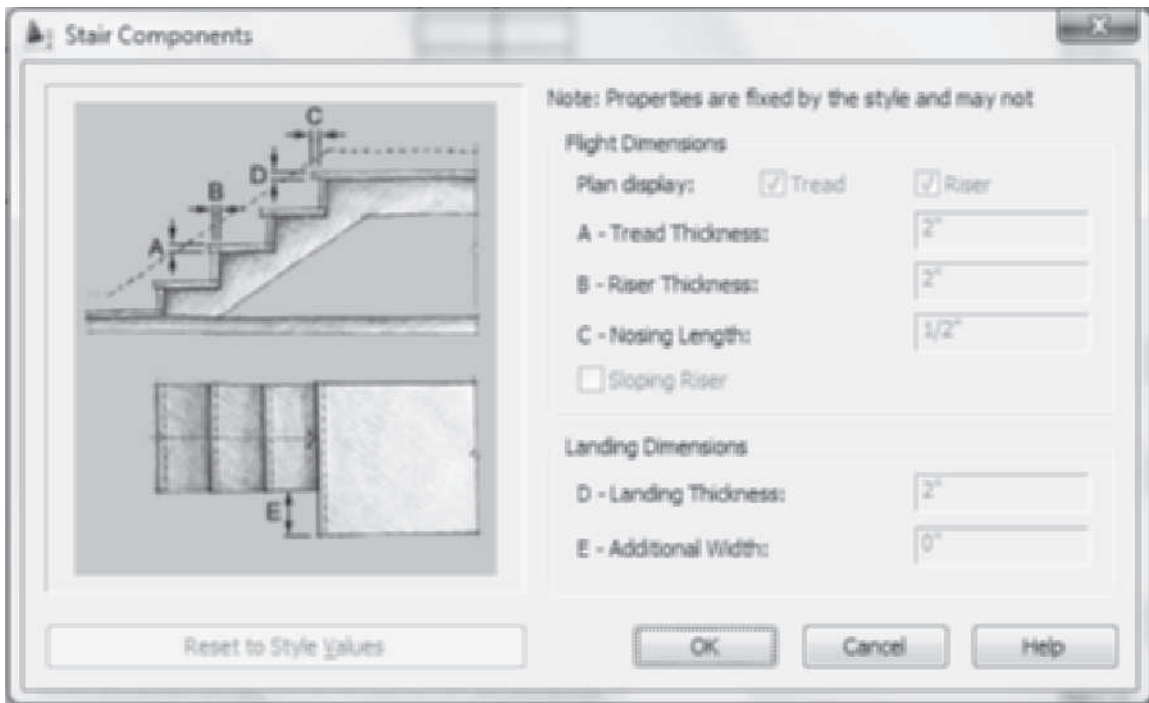 Stair Components
X
C
D
B
A
E
Note: Properties are fixed by the style and may not
Flight Dimensions
Plan display: Tread Riser
A - Tread Thickness: 2"
B - Riser Thickness: 2"
C - Nosing Length: 1/2"
Sloping Riser
Landing Dimensions
D - Landing Thickness: 2"
E - Additional Width: 0"
Reset to Style Values
OK Cancel Help